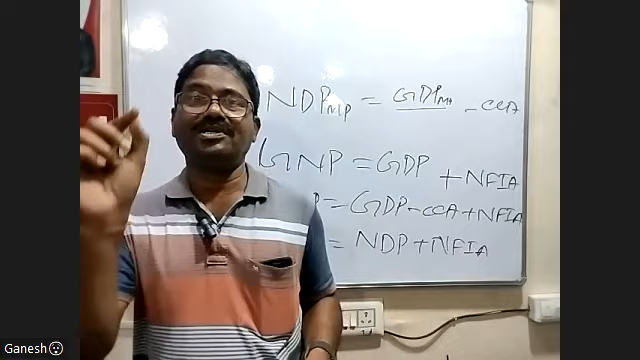 NDPMP = GDPMP - CCA
GNP = GDP + NFIA
P = GDP - CCA + NFIA
= NDP + NFIA
Ganesh😯